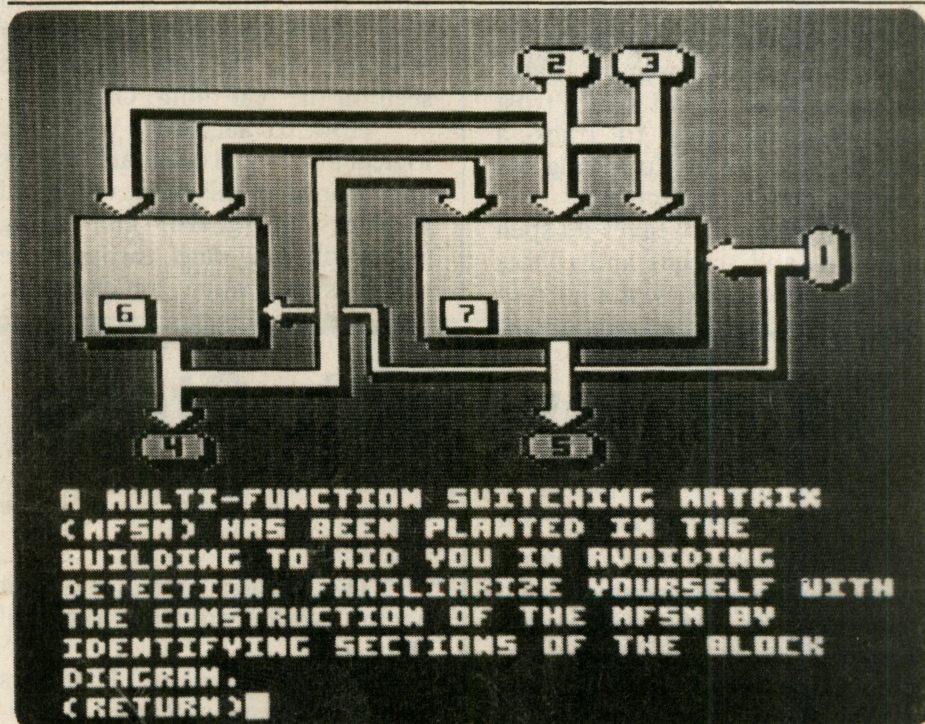 2 3
1
6 7
4 5
A MULTI-FUNCTION SWITCHING MATRIX
(MFSM) HAS BEEN PLANTED IN THE
BUILDING TO AID YOU IN AVOIDING
DETECTION. FAMILIARIZE YOURSELF WITH
THE CONSTRUCTION OF THE MFSM BY
IDENTIFYING SECTIONS OF THE BLOCK
DIAGRAM.
(RETURN)